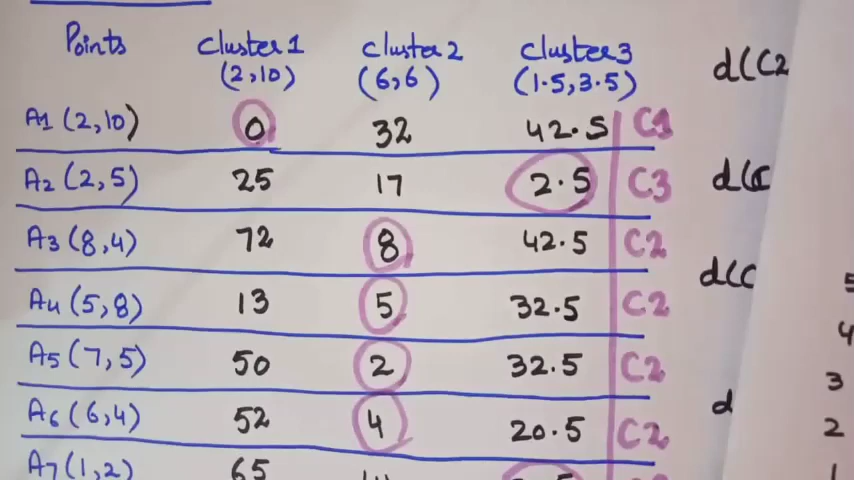 Points Cluster 1 Cluster 2 Cluster 3
(2,10) (6,6) (1.5,3.5) d(C2
A1 (2,10) 0 32 42.5 C1
A2 (2,5) 25 17 2.5 C3 d(C
A3 (8,4) 72 8 42.5 C2
A4 (5,8) 13 5 32.5 C2 d(C
A5 (7,5) 50 2 32.5 C2
A6 (6,4) 52 4 20.5 C2 d
A7 (1,2) 65
5
4
3
2
1